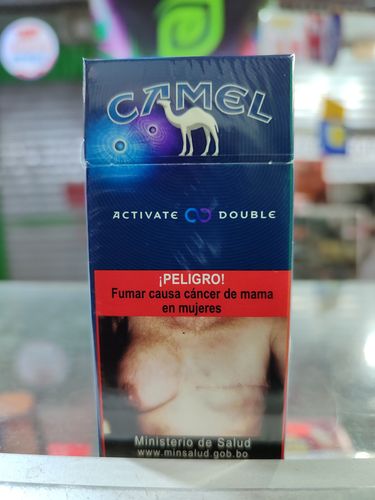 CAMEL
ACTIVATE DOUBLE
¡PELIGRO!
Fumar causa cáncer de mama
en mujeres
Ministerio de Salud
www.minsalud.gob.bo